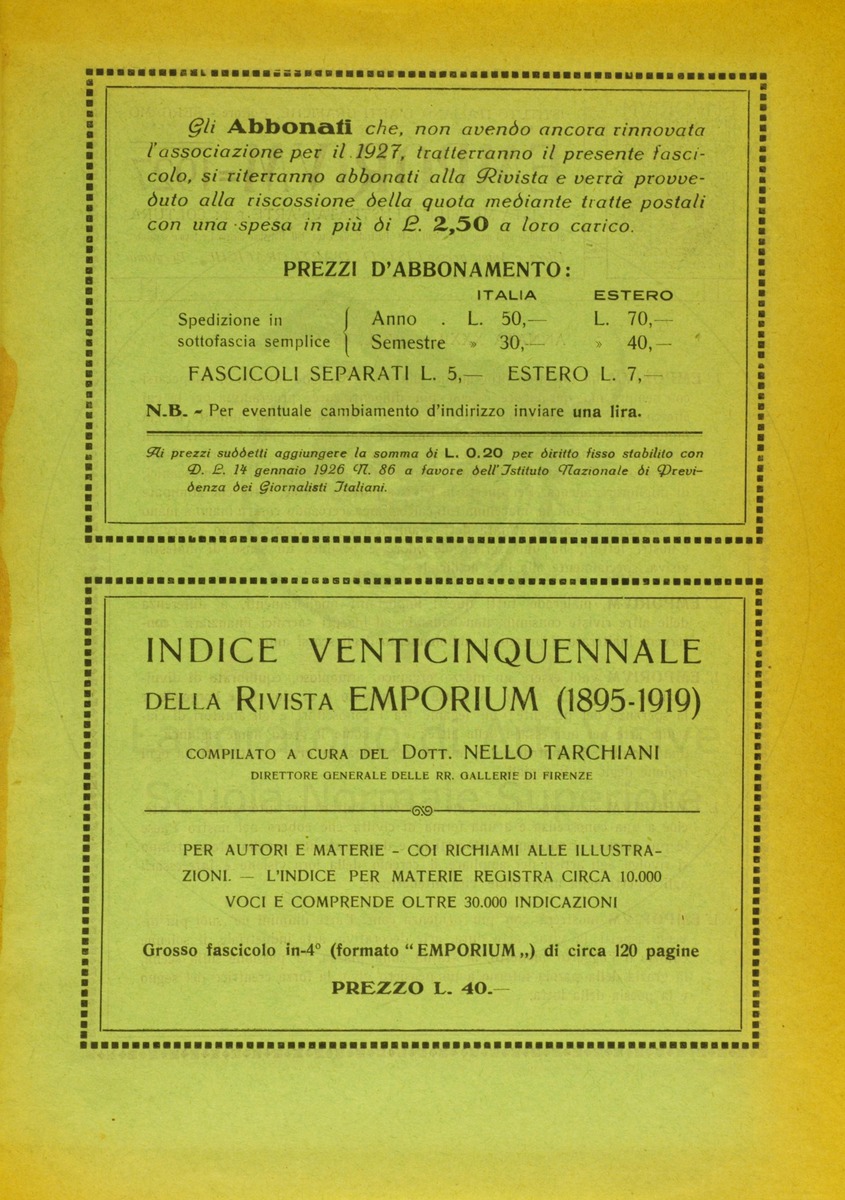 Gli Abbonati che, non avendo ancora rinnovata
l'associazione per il 1927, tratterranno il presente fasci-
colo, si riterranno abbonati alla Rivista e verrà provve-
duto alla riscossione della quota mediante tratte postali
con una spesa in più di L. 2,50 a loro carico.
PREZZI D'ABBONAMENTO:
ITALIA ESTERO
Spedizione in Anno . L. 50,— L. 70,—
sottofascia semplice Semestre » 30,— » 40,—
FASCICOLI SEPARATI L. 5,— ESTERO L. 7,—
N.B. - Per eventuale cambiamento d'indirizzo inviare una lira.
Ai prezzi suddetti aggiungere la somma di L. 0.20 per diritto fisso stabilito con
D. L. 14 gennaio 1926 N. 86 a favore dell'Istituto Nazionale di Previ-
denza dei Giornalisti Italiani.
INDICE VENTICINQUENNALE
DELLA RIVISTA EMPORIUM (1895-1919)
COMPILATO A CURA DEL DOTT. NELLO TARCHIANI
DIRETTORE GENERALE DELLE RR. GALLERIE DI FIRENZE
PER AUTORI E MATERIE - COI RICHIAMI ALLE ILLUSTRA-
ZIONI. — L'INDICE PER MATERIE REGISTRA CIRCA 10.000
VOCI E COMPRENDE OLTRE 30.000 INDICAZIONI
Grosso fascicolo in-4° (formato "EMPORIUM„) di circa 120 pagine
PREZZO L. 40.—